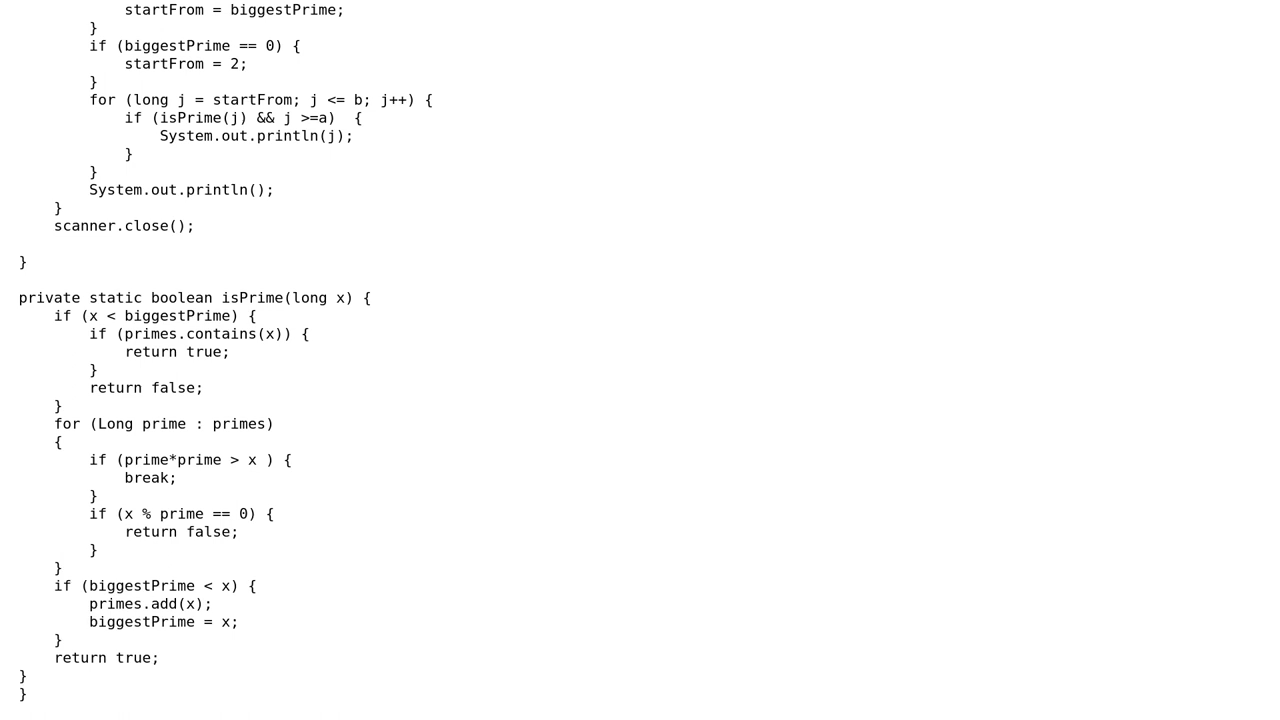 startFrom = biggestPrime;
        }
        if (biggestPrime == 0) {
            startFrom = 2;
        }
        for (long j = startFrom; j <= b; j++) {
            if (isPrime(j) && j >=a)  {
                System.out.println(j);
            }
        }
        System.out.println();
    }
    scanner.close();

}

private static boolean isPrime(long x) {
    if (x < biggestPrime) {
        if (primes.contains(x)) {
            return true;
        }
        return false;
    }
    for (Long prime : primes)
    {
        if (prime*prime > x ) {
            break;
        }
        if (x % prime == 0) {
            return false;
        }
    }
    if (biggestPrime < x) {
        primes.add(x);
        biggestPrime = x;
    }
    return true;
}
}